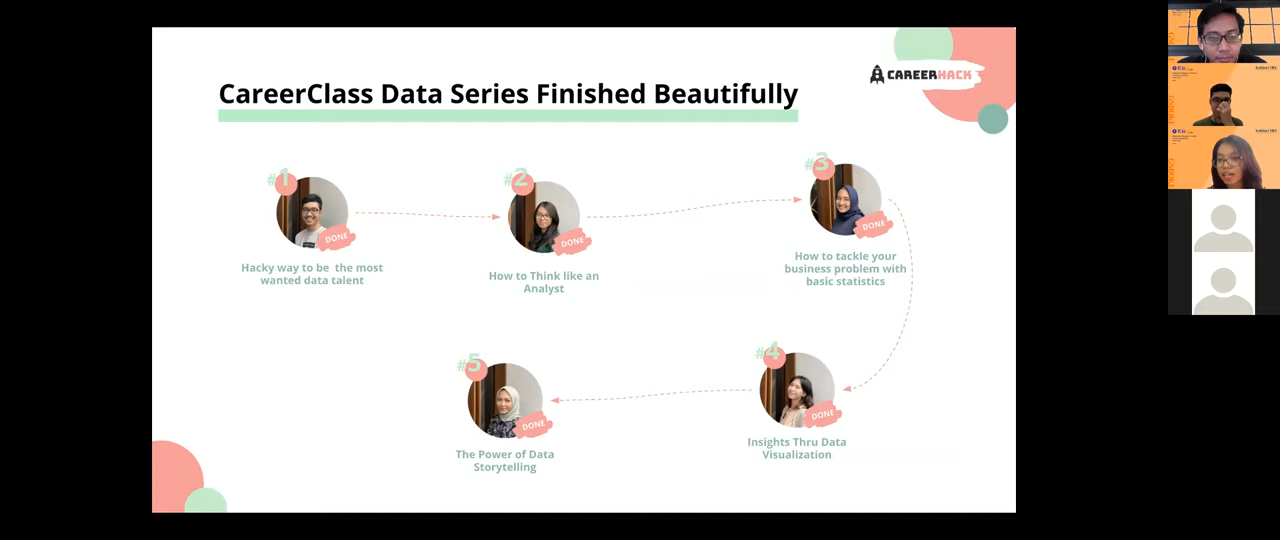 CareerClass Data Series Finished Beautifully
CAREERHACK
#1
DONE
Hacky way to be the most
wanted data talent
#2
DONE
How to Think like an
Analyst
#3
DONE
How to tackle your
business problem with
basic statistics
#4
DONE
Insights Thru Data
Visualization
#5
DONE
The Power of Data
Storytelling